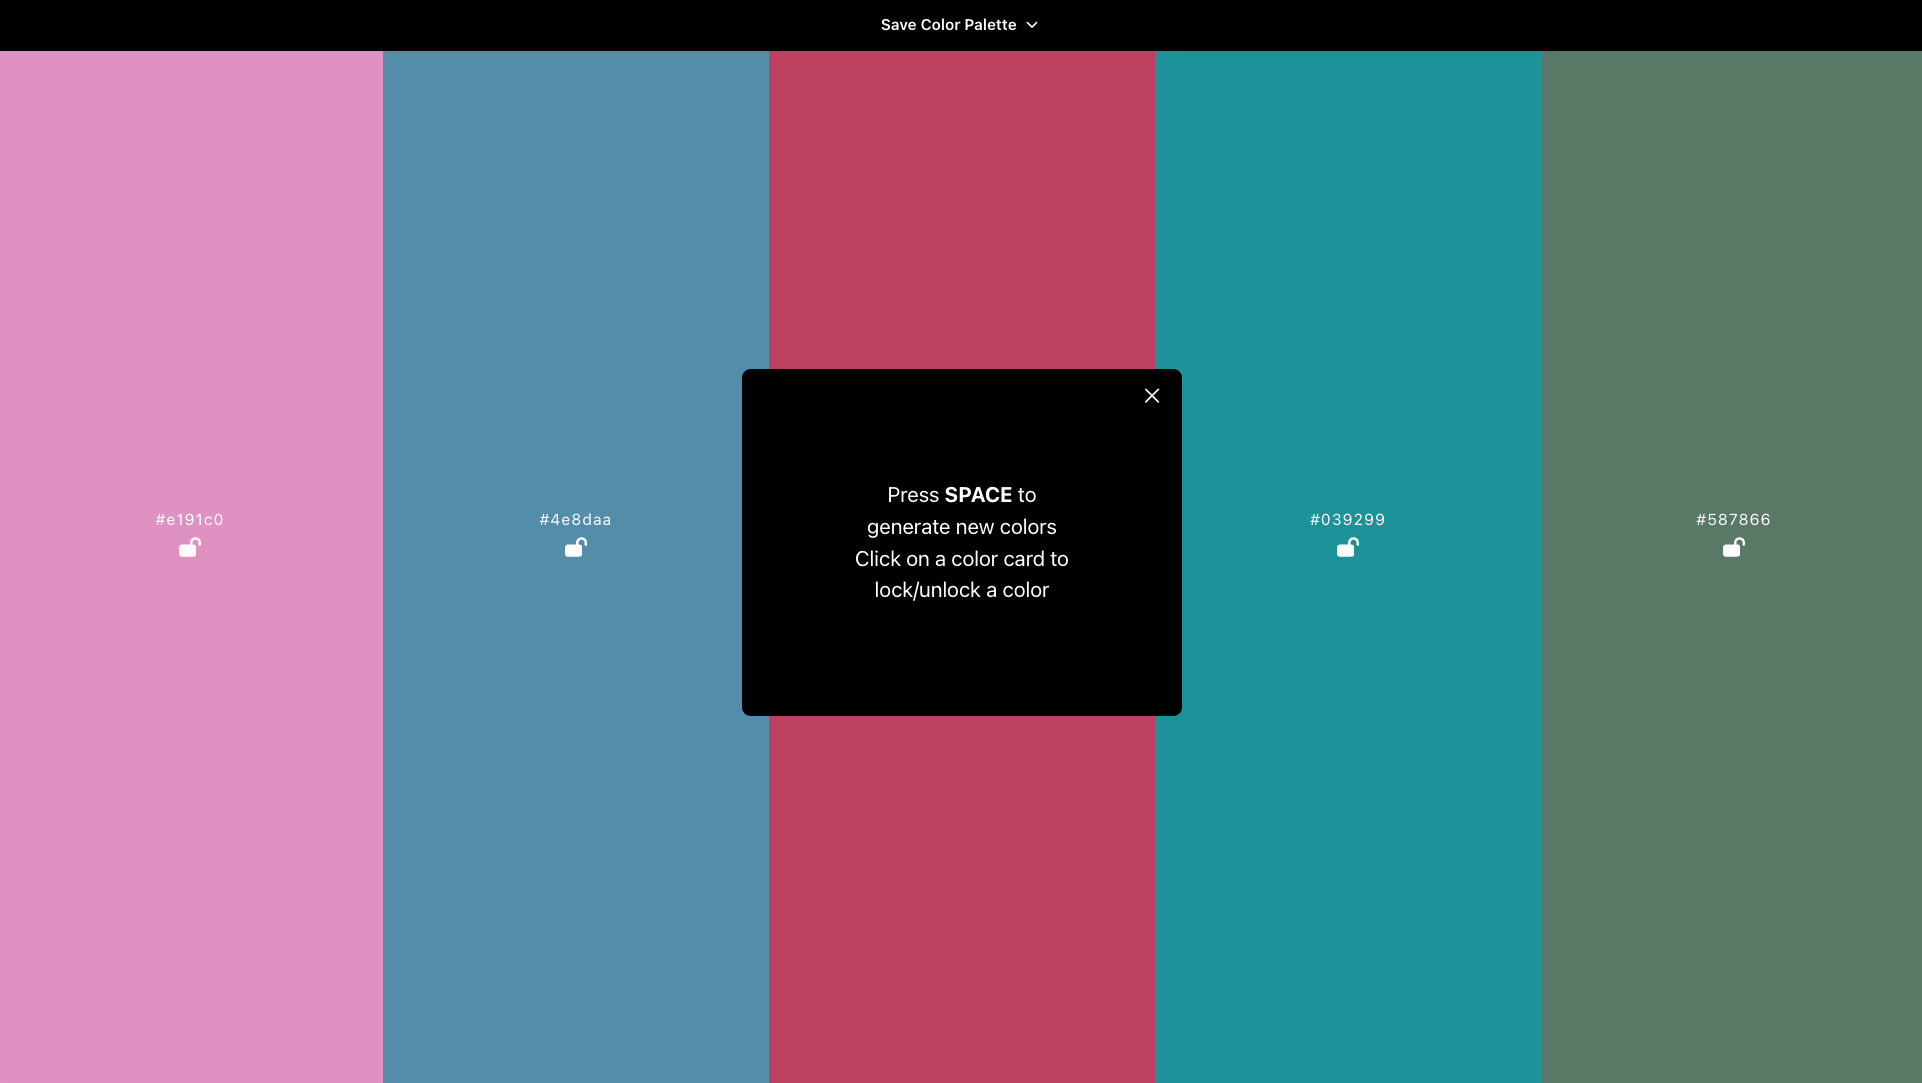 Save Color Palette
#e191c0
#4e8daa
Press SPACE to
generate new colors
Click on a color card to
lock/unlock a color
#039299
#587866